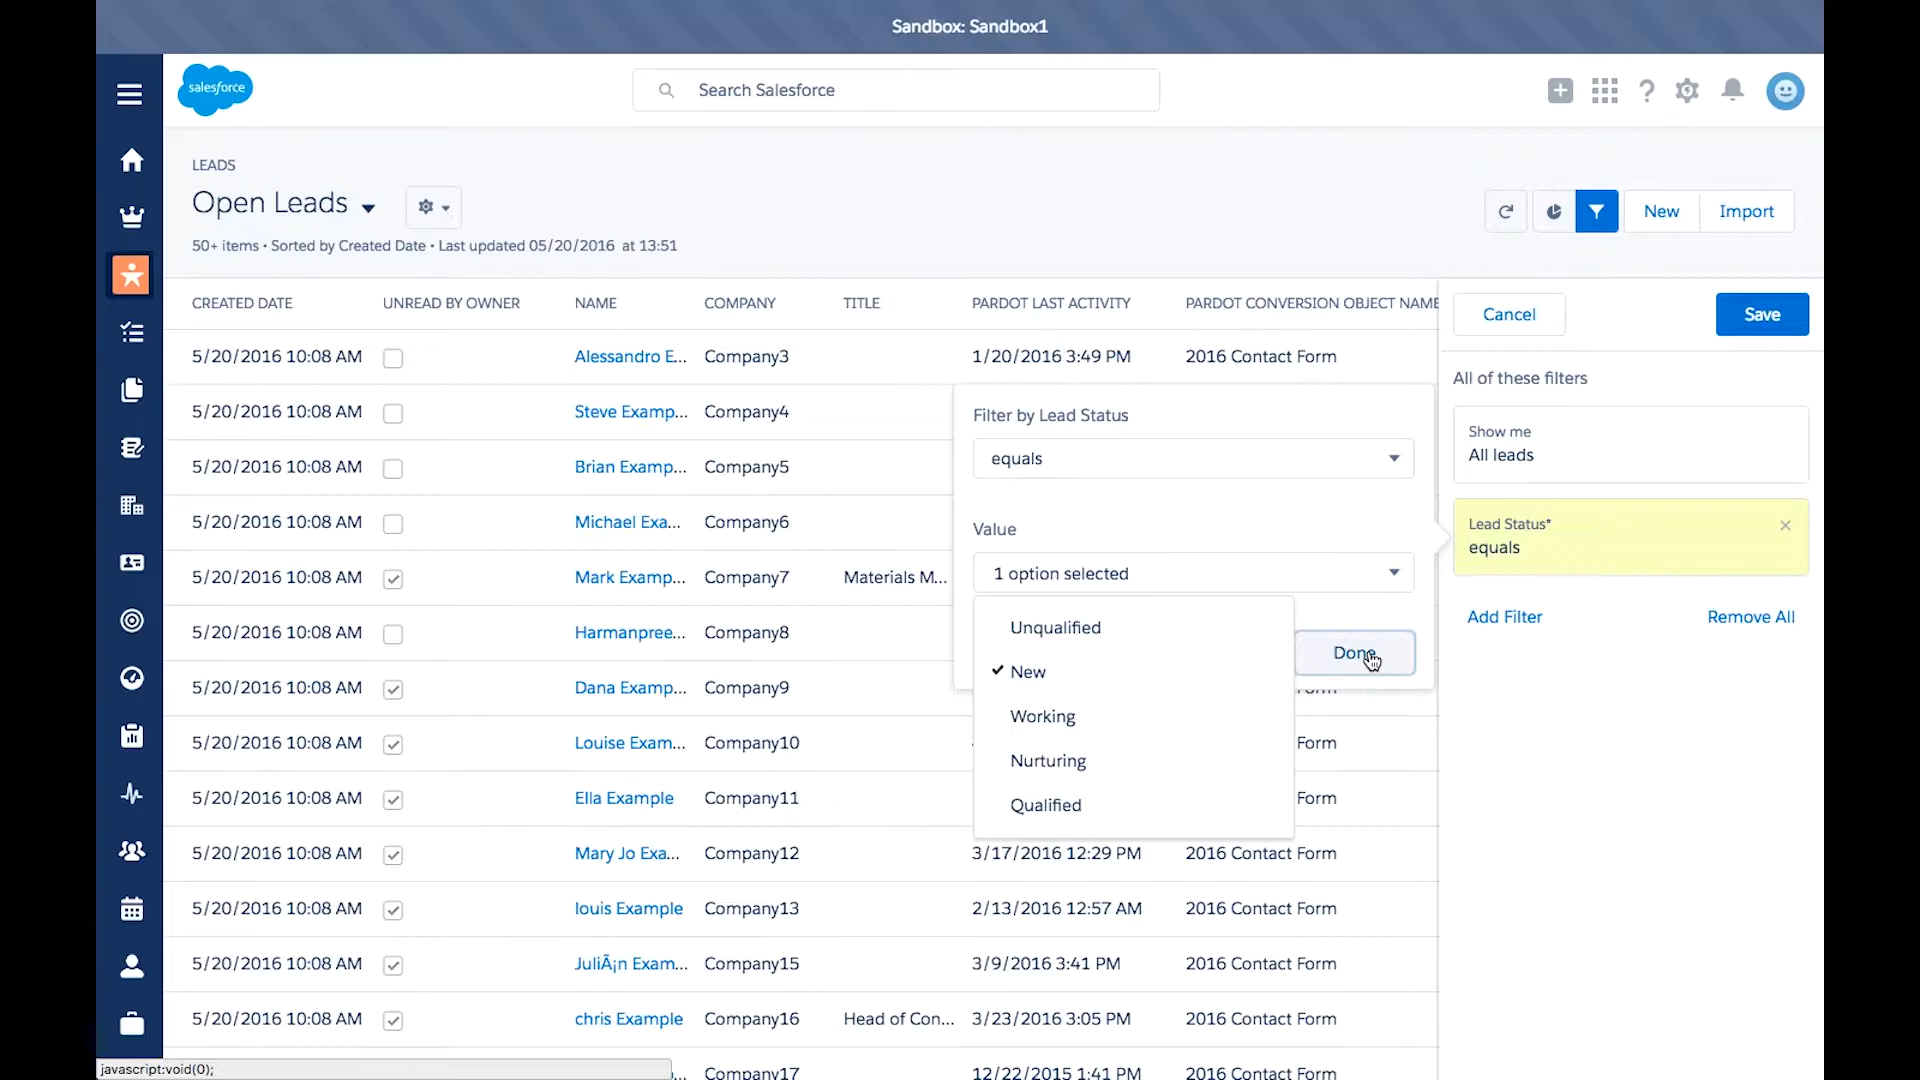 Sandbox: Sandbox1
salesforce
Search Salesforce
LEADS
Open Leads
50+ items • Sorted by Created Date • Last updated 05/20/2016 at 13:51
New
Import
CREATED DATE UNREAD BY OWNER NAME COMPANY TITLE PARDOT LAST ACTIVITY PARDOT CONVERSION OBJECT NAME
5/20/2016 10:08 AM Alessandro E... Company3 1/20/2016 3:49 PM 2016 Contact Form
5/20/2016 10:08 AM Steve Examp... Company4
5/20/2016 10:08 AM Brian Examp... Company5
5/20/2016 10:08 AM Michael Exa... Company6
5/20/2016 10:08 AM Mark Examp... Company7 Materials M...
5/20/2016 10:08 AM Harmanpree... Company8
5/20/2016 10:08 AM Dana Examp... Company9 Form
5/20/2016 10:08 AM Louise Exam... Company10 Form
5/20/2016 10:08 AM Ella Example Company11 Form
5/20/2016 10:08 AM Mary Jo Exa... Company12 3/17/2016 12:29 PM 2016 Contact Form
5/20/2016 10:08 AM louis Example Company13 2/13/2016 12:57 AM 2016 Contact Form
5/20/2016 10:08 AM JuliÃ¡n Exam... Company15 3/9/2016 3:41 PM 2016 Contact Form
5/20/2016 10:08 AM chris Example Company16 Head of Con... 3/23/2016 3:05 PM 2016 Contact Form
Company17 12/22/2015 1:41 PM 2016 Contact Form
Filter by Lead Status
equals
Value
1 option selected
Unqualified
New
Working
Nurturing
Qualified
Done
Cancel
Save
All of these filters
Show me
All leads
Lead Status*
equals
Add Filter
Remove All
javascript:void(0);